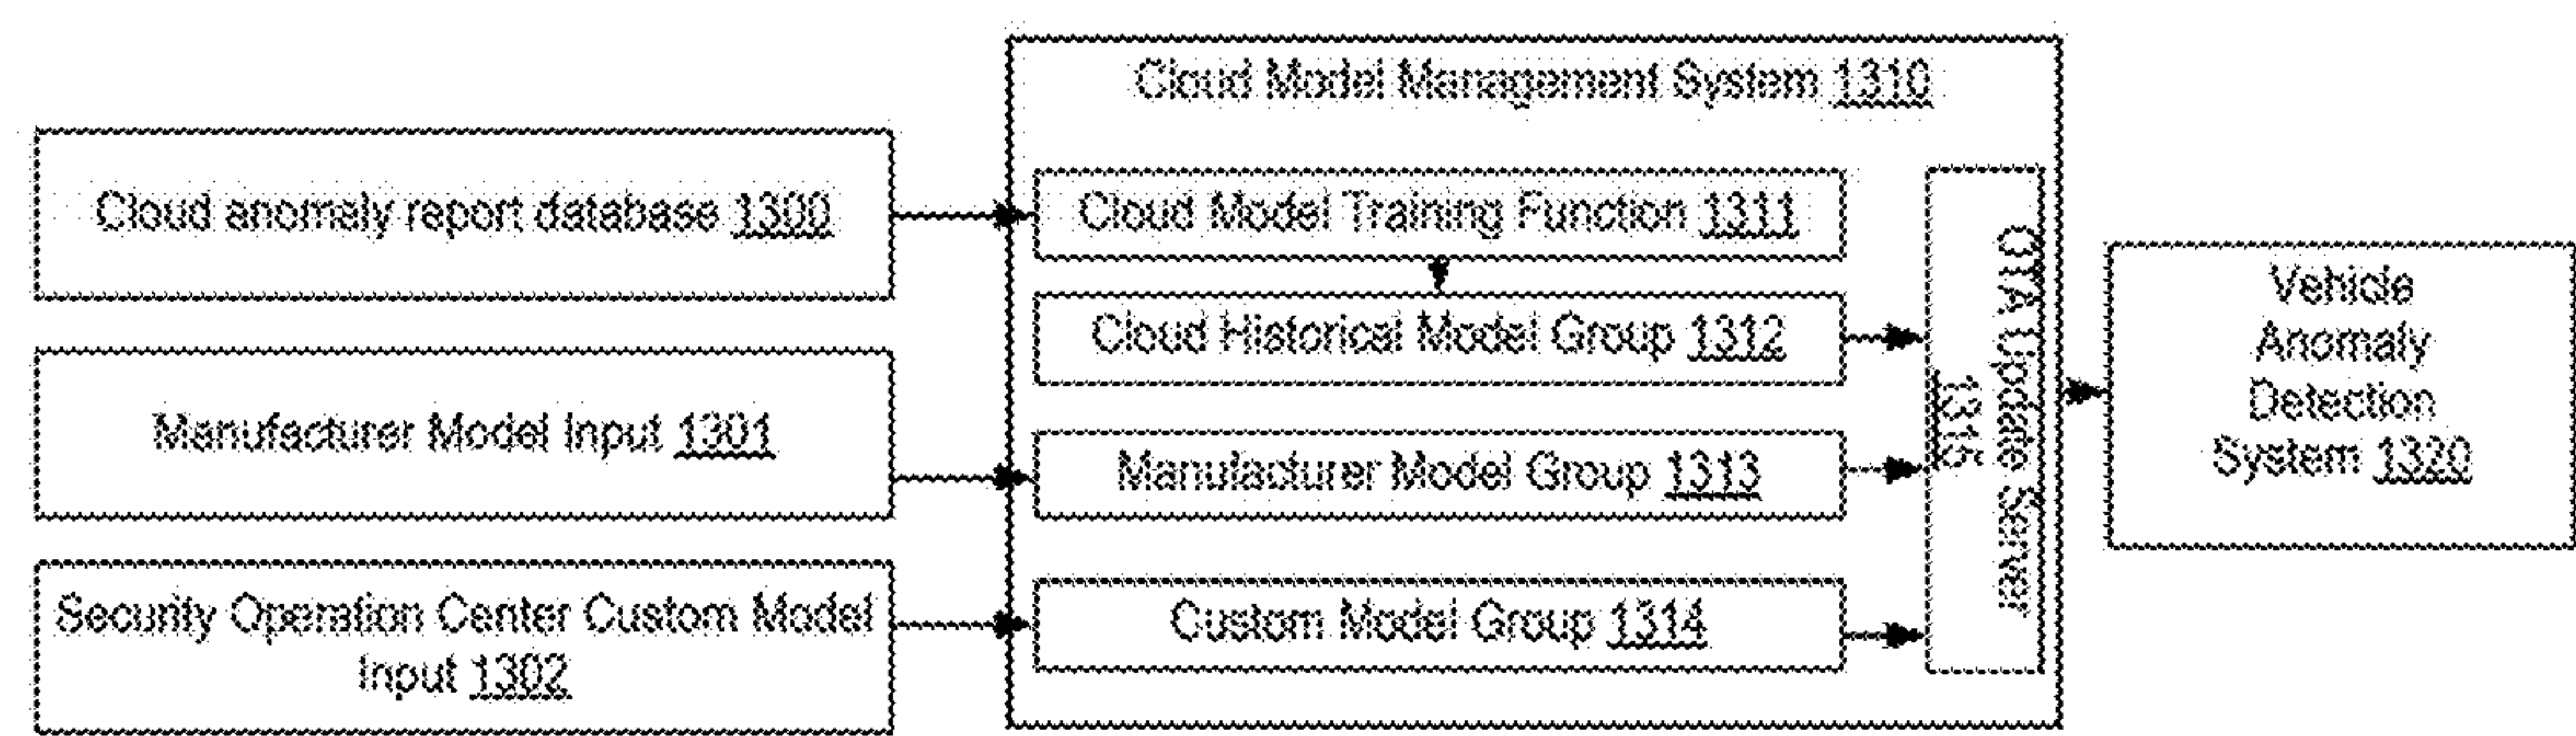 Cloud Model Management System 1310
Cloud anomaly report database 1300
Manufacturer Model Input 1301
Security Operation Center Custom Model
Input 1302
Cloud Model Training Function 1311
Cloud Historical Model Group 1312
Manufacturer Model Group 1313
Custom Model Group 1314
OTA Update Server
1315
Vehicle
Anomaly
Detection
System 1320